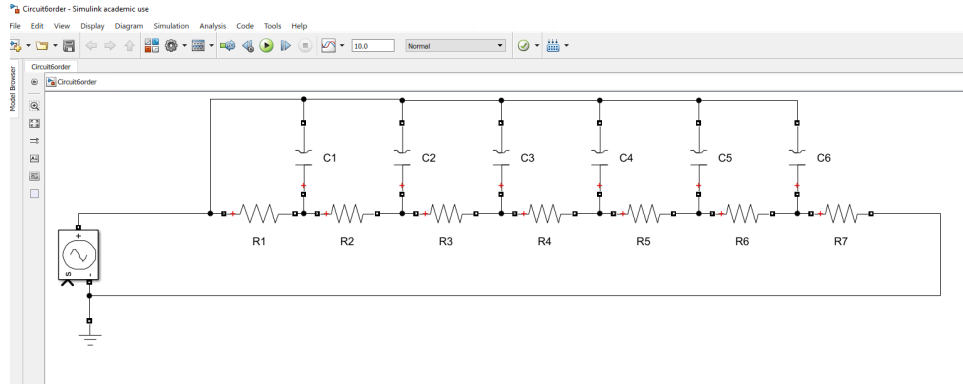 Circuit6order - Simulink academic use
File Edit View Display Diagram Simulation Analysis Code Tools Help
10.0 Normal
Model Browser
Circuit6order
Circuit6order
C1 C2 C3 C4 C5 C6
+ + + + + +
+ + + + + + +
R1 R2 R3 R4 R5 R6 R7
+
S -